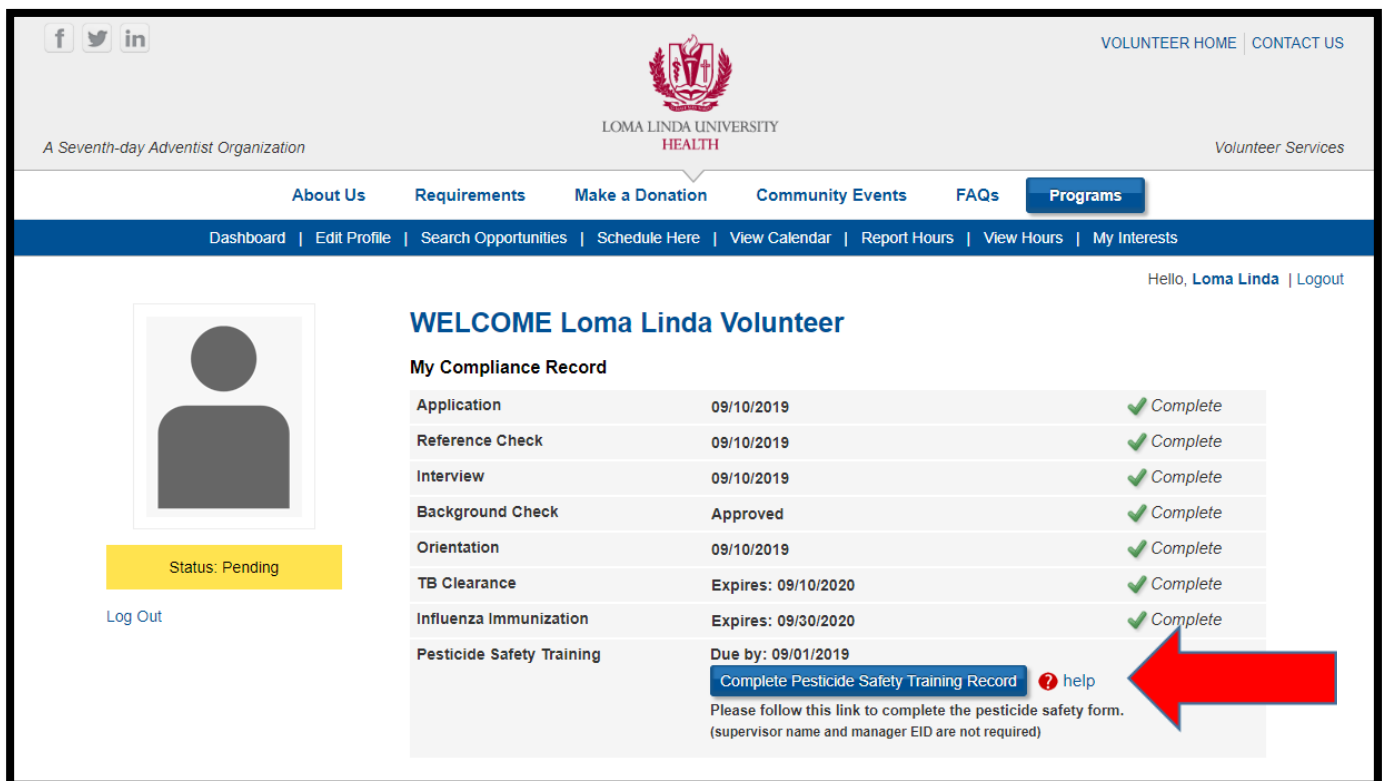 f in
VOLUNTEER HOME | CONTACT US
LOMA LINDA UNIVERSITY
HEALTH
A Seventh-day Adventist Organization
Volunteer Services
About Us Requirements Make a Donation Community Events FAQs Programs
Dashboard | Edit Profile | Search Opportunities | Schedule Here | View Calendar | Report Hours | View Hours | My Interests
Hello, Loma Linda | Logout
WELCOME Loma Linda Volunteer
My Compliance Record
Application 09/10/2019 Complete
Reference Check 09/10/2019 Complete
Interview 09/10/2019 Complete
Background Check Approved Complete
Orientation 09/10/2019 Complete
TB Clearance Expires: 09/10/2020 Complete
Influenza Immunization Expires: 09/30/2020 Complete
Pesticide Safety Training Due by: 09/01/2019
Complete Pesticide Safety Training Record ? help
Please follow this link to complete the pesticide safety form.
(supervisor name and manager EID are not required)
Status: Pending
Log Out